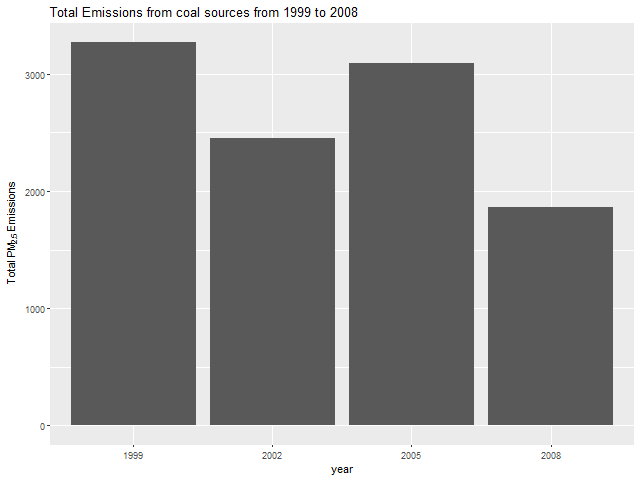 Total Emissions from coal sources from 1999 to 2008
3000
2000
1000
0
Total PM2.5 Emissions
1999 2002 2005 2008
year